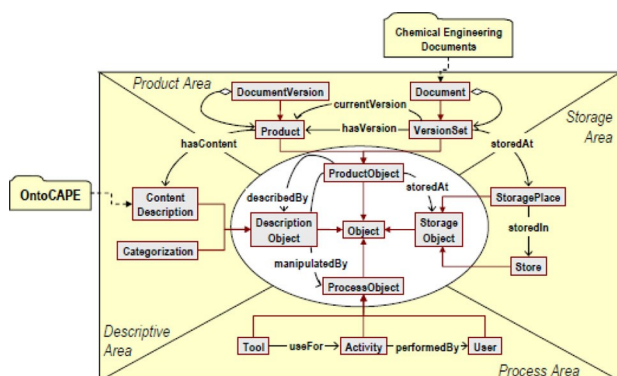 Chemical Engineering
Documents
Product Area
DocumentVersion
Document
currentVersion
Storage
Area
Product
hasVersion
VersionSet
hasContent
storedAt
ProductObject
OntoCAPE
Content
Description
describedBy
storedAt
StoragePlace
Description
Object
Object
Storage
Object
storedIn
Categorization
manipulatedBy
Store
ProcessObject
Descriptive
Area
Tool
useFor
Activity
performedBy
User
Process Area